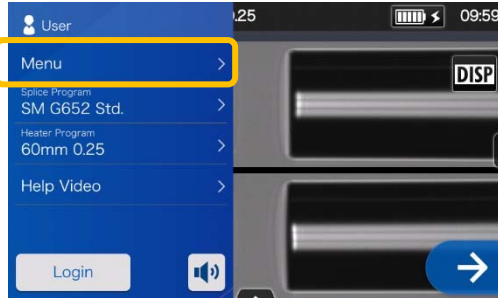 User
.25
09:59
Menu
DISP
Splice Program
SM G652 Std.
Heater Program
60mm 0.25
Help Video
Login